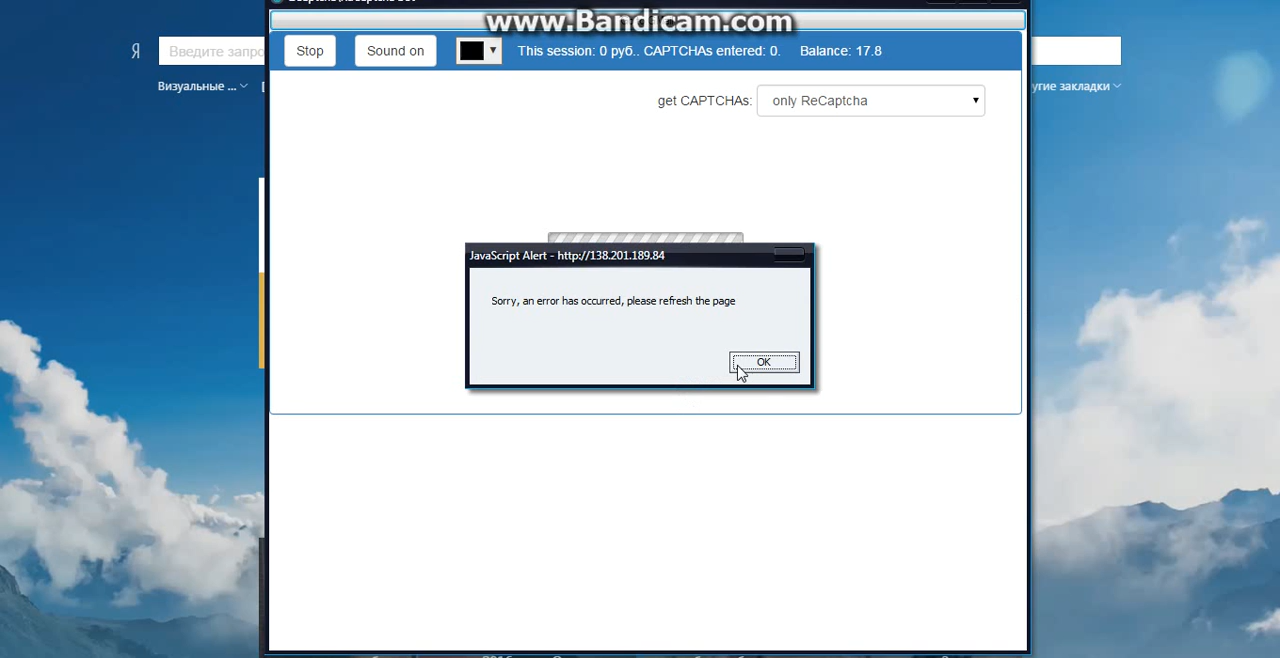 www.Bandicam.com
Я
Введите запро
Stop
Sound on
This session: 0 руб.. CAPTCHAs entered: 0.
Balance: 17.8
Визуальные ...
угие закладки
get CAPTCHAs:
only ReCaptcha
JavaScript Alert - http://138.201.189.84
Sorry, an error has occurred, please refresh the page
OK